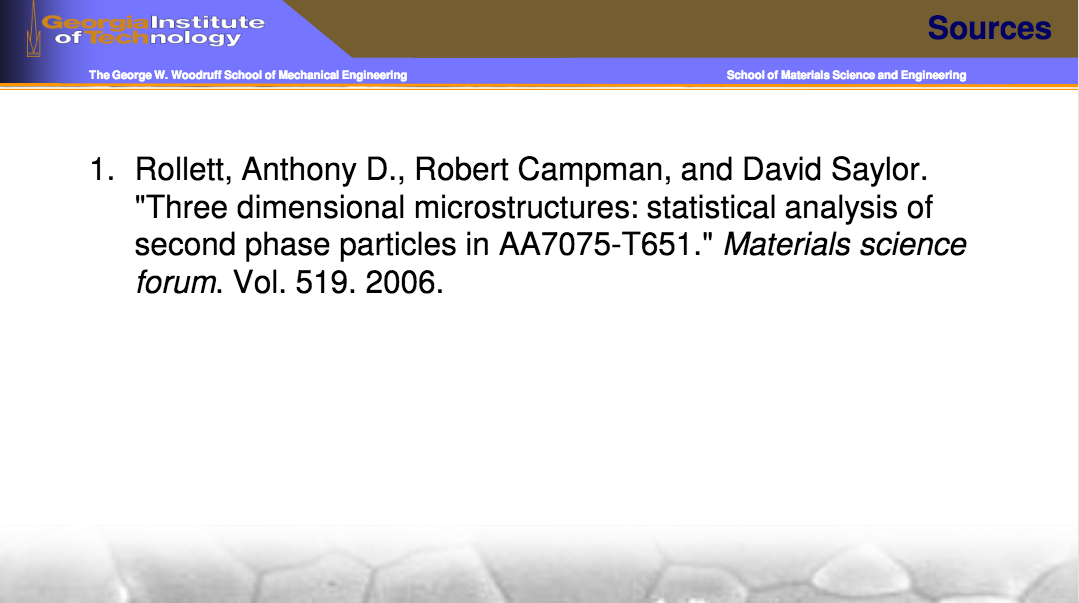 Georgia Institute
of Technology
Sources
The George W. Woodruff School of Mechanical Engineering
School of Materials Science and Engineering
1. Rollett, Anthony D., Robert Campman, and David Saylor.
"Three dimensional microstructures: statistical analysis of
second phase particles in AA7075-T651." Materials science
forum. Vol. 519. 2006.